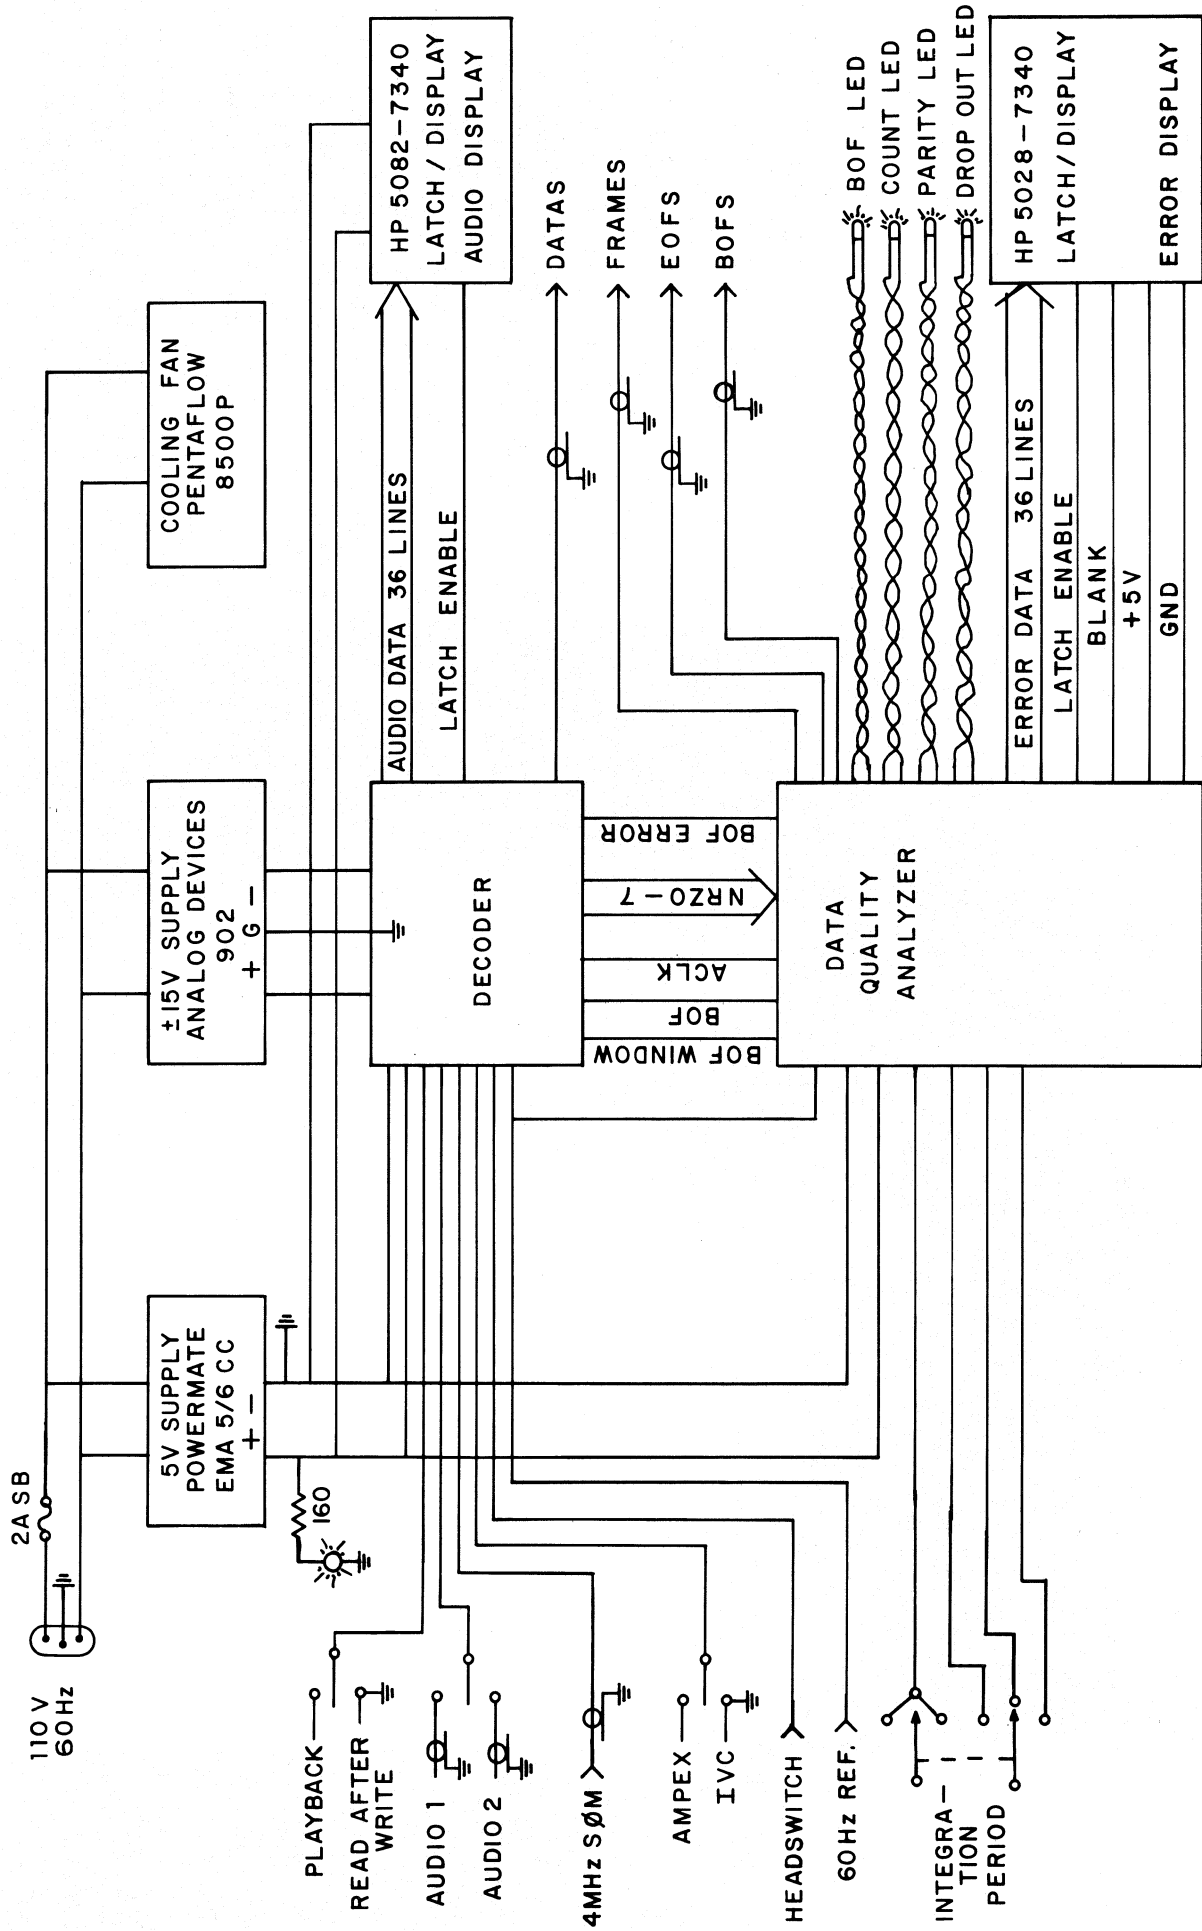 110 V
60 Hz
2A SB
5V SUPPLY
POWERMATE
EMA 5/6 CC
+ −
±15V SUPPLY
ANALOG DEVICES
902
+ G −
COOLING FAN
PENTAFLOW
8500P
160
PLAYBACK
READ AFTER
WRITE
AUDIO 1
AUDIO 2
4MHz SØM
AMPEX
IVC
HEADSWITCH
60Hz REF.
INTEGRA-
TION
PERIOD
DECODER
AUDIO DATA 36 LINES
LATCH ENABLE
HP 5082-7340
LATCH / DISPLAY
AUDIO DISPLAY
DATAS
FRAMES
EOFS
BOFS
BOF WINDOW
BOF
ACLK
NRZ0-7
BOF ERROR
DATA
QUALITY
ANALYZER
BOF LED
COUNT LED
PARITY LED
DROP OUT LED
ERROR DATA 36 LINES
LATCH ENABLE
BLANK
+5V
GND
HP 5028-7340
LATCH/DISPLAY
ERROR DISPLAY